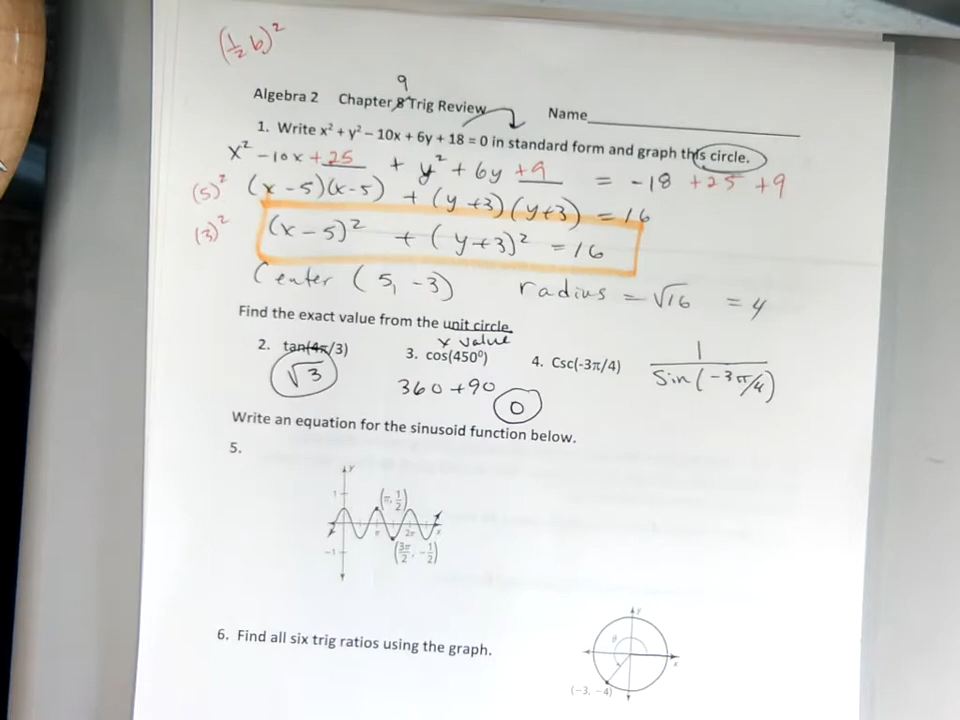 (½ b)²
9
Algebra 2 Chapter 8 Trig Review Name
1. Write x² + y² – 10x + 6y + 18 = 0 in standard form and graph this circle.
x² – 10x + 25 + y² + 6y + 9 = –18 + 25 + 9
(5)² (x – 5)(x – 5) + (y + 3)(y + 3) = 16
(3)² (x – 5)² + (y + 3)² = 16
Center (5, –3) radius = √16 = 4
Find the exact value from the unit circle.
x value
2. tan(4π/3) 3. cos(450⁰) 4. Csc(-3π/4) 1/Sin(–3π/4)
√3 360 + 90 0
Write an equation for the sinusoid function below.
5.
y
1
(π, 1/2)
π 2π x
–1
(3π/2, –1/2)
6. Find all six trig ratios using the graph.
y
θ
x
(–3, –4)